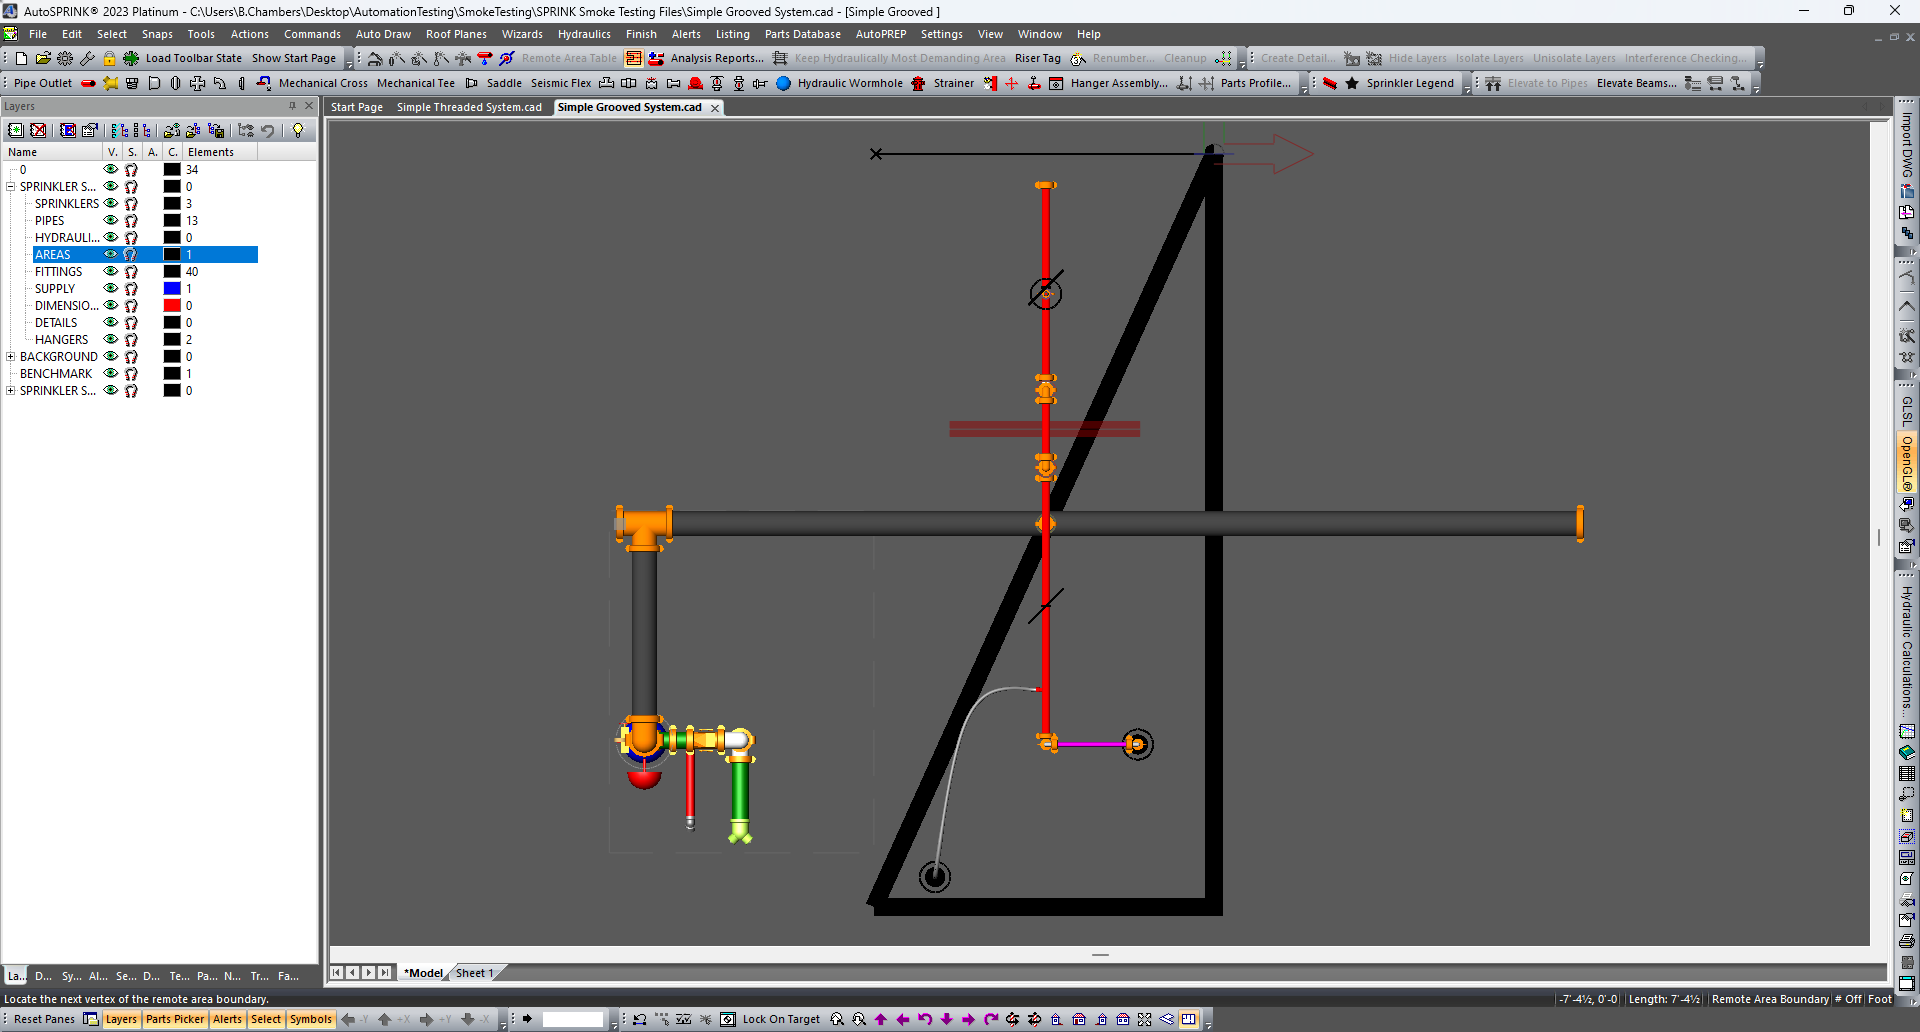 AutoSPRINK® 2023 Platinum - C:\Users\B.Chambers\Desktop\AutomationTesting\SmokeTesting\SPRINK Smoke Testing Files\Simple Grooved System.cad - [Simple Grooved ]
File Edit Select Snaps Tools Actions Commands Auto Draw Roof Planes Wizards Hydraulics Finish Alerts Listing Parts Database AutoPREP Settings View Window Help
Load Toolbar State Show Start Page Remote Area Table Analysis Reports... Keep Hydraulically Most Demanding Area Riser Tag Renumber... Cleanup Create Detail... Hide Layers Isolate Layers Unisolate Layers Interference Checking...
Pipe Outlet Mechanical Cross Mechanical Tee Saddle Seismic Flex Hydraulic Wormhole Strainer Hanger Assembly... Parts Profile... Sprinkler Legend Elevate to Pipes Elevate Beams...
Layers
Start Page Simple Threaded System.cad Simple Grooved System.cad
Name V. S. A. C. Elements
0 34
SPRINKLER S... 0
SPRINKLERS 3
PIPES 13
HYDRAULI... 0
AREAS 1
FITTINGS 40
SUPPLY 1
DIMENSIO... 0
DETAILS 0
HANGERS 2
BACKGROUND 0
BENCHMARK 1
SPRINKLER S... 0
Import DWG
GLSL
OpenGL®
Hydraulic Calculations...
La... D... Sy... Al... Se... D... Te... Pa... N... Tr... Fa...
*Model Sheet 1
Locate the next vertex of the remote area boundary.
-7'-4½, 0'-0 Length: 7'-4½ Remote Area Boundary # Off Foot
Reset Panes Layers Parts Picker Alerts Select Symbols -Y +X +Y -X Lock On Target